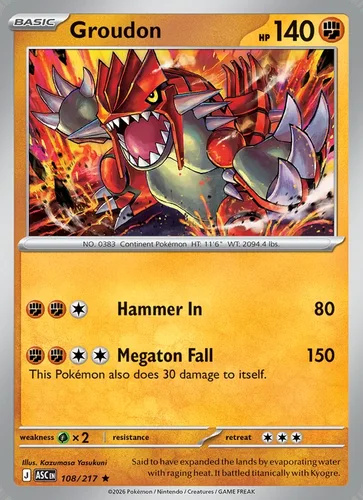 BASIC
Groudon
HP 140
NO. 0383 Continent Pokémon HT: 11'6" WT: 2094.4 lbs.
Hammer In 80
Megaton Fall 150
This Pokémon also does 30 damage to itself.
weakness ×2 resistance retreat
Illus. Kazumasa Yasukuni
Said to have expanded the lands by evaporating water
J ASC EN 108/217 ★
with raging heat. It battled titanically with Kyogre.
©2026 Pokémon / Nintendo / Creatures / GAME FREAK